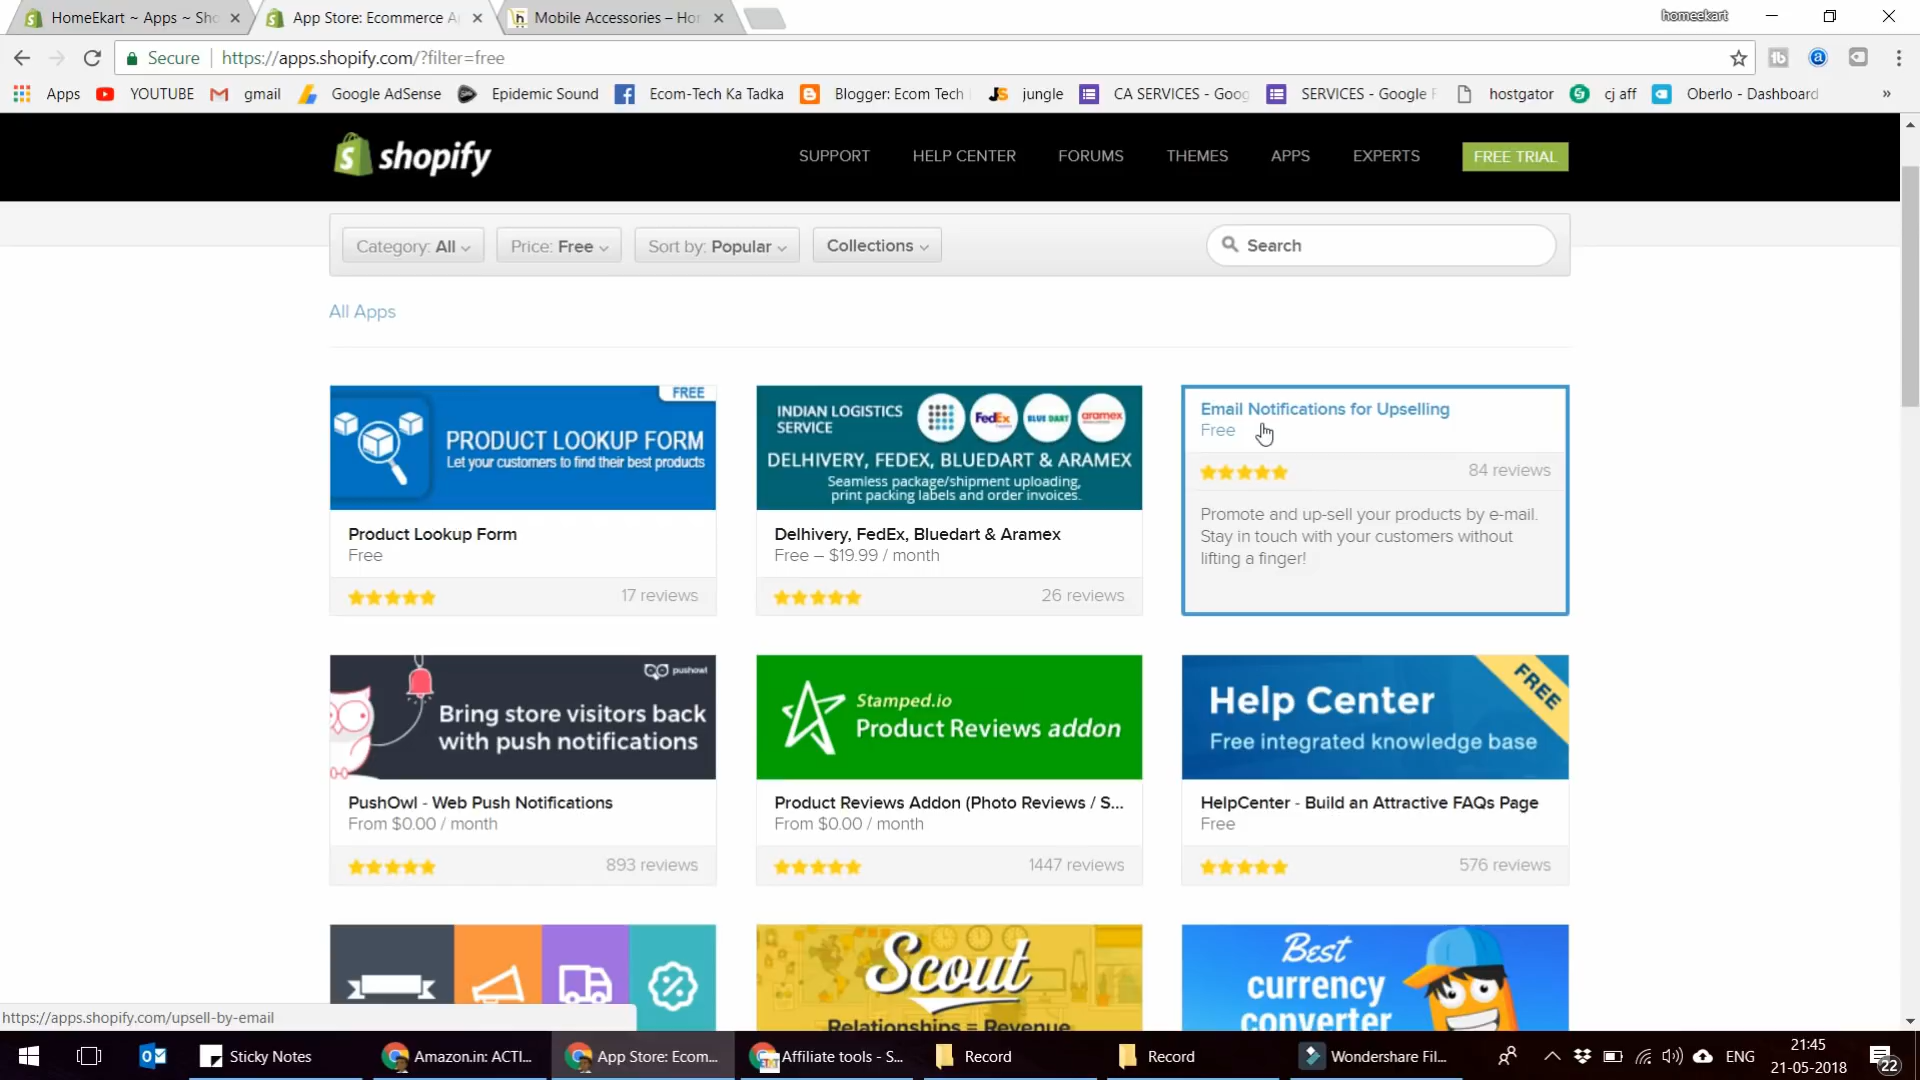 HomeEkart ~ Apps ~ Sho
App Store: Ecommerce A
Mobile Accessories – Hom
homeekart
Secure
https://apps.shopify.com/?filter=free
Apps
YOUTUBE
gmail
Google AdSense
Epidemic Sound
Ecom-Tech Ka Tadka
Blogger: Ecom Tech
jungle
CA SERVICES - Goog
SERVICES - Google F
hostgator
cj aff
Oberlo - Dashboard
»
shopify
SUPPORT
HELP CENTER
FORUMS
THEMES
APPS
EXPERTS
FREE TRIAL
Category: All
Price: Free
Sort by: Popular
Collections
Search
All Apps
FREE
PRODUCT LOOKUP FORM
Let your customers to find their best products
Product Lookup Form
Free
17 reviews
INDIAN LOGISTICS
SERVICE
FedEx
BLUE DART
aramex
DELHIVERY, FEDEX, BLUEDART & ARAMEX
Seamless package/shipment uploading,
print packing labels and order invoices.
Delhivery, FedEx, Bluedart & Aramex
Free – $19.99 / month
26 reviews
Email Notifications for Upselling
Free
84 reviews
Promote and up-sell your products by e-mail.
Stay in touch with your customers without
lifting a finger!
pushowl
Bring store visitors back
with push notifications
PushOwl - Web Push Notifications
From $0.00 / month
893 reviews
Stamped.io
Product Reviews addon
Product Reviews Addon (Photo Reviews / S...
From $0.00 / month
1447 reviews
FREE
Help Center
Free integrated knowledge base
HelpCenter - Build an Attractive FAQs Page
Free
576 reviews
Scout
Relationships = Revenue
Best
currency
converter
https://apps.shopify.com/upsell-by-email
Sticky Notes
Amazon.in: ACTI...
App Store: Ecom...
Affiliate tools - S...
Record
Record
Wondershare Fil...
ENG
21:45
21-05-2018
22